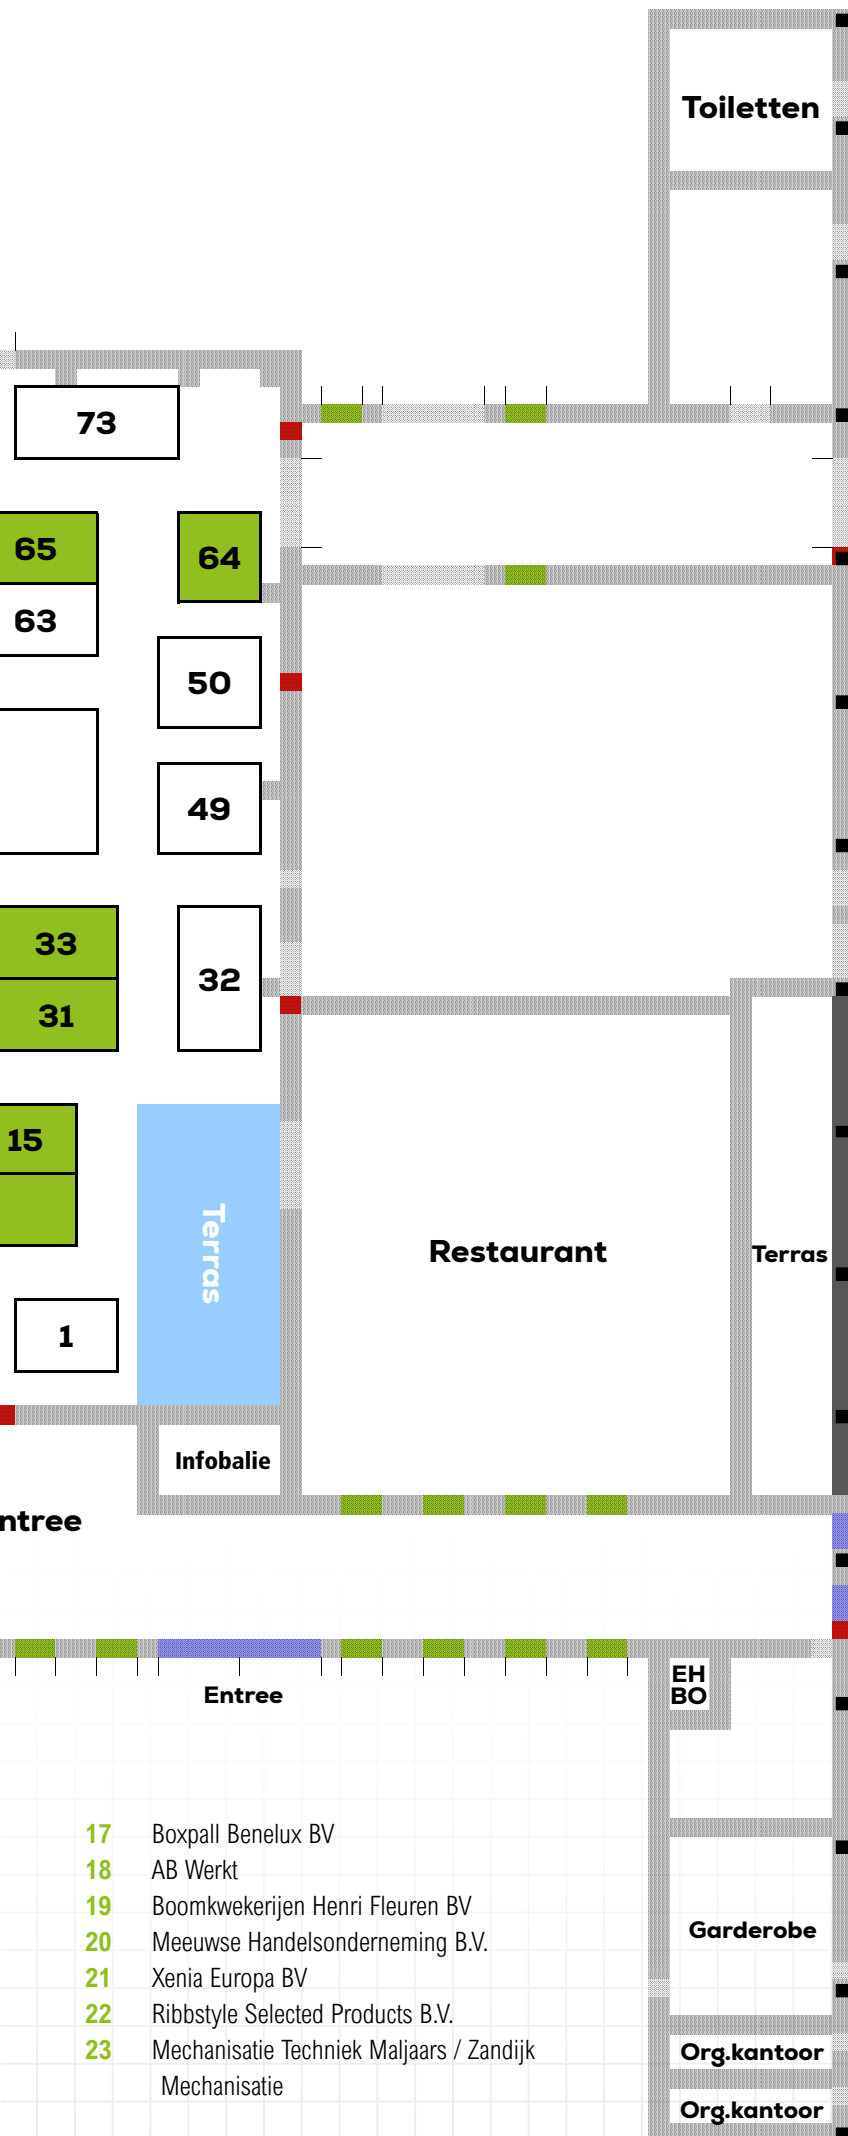 Toiletten
73
65
64
63
50
49
33
32
31
15
Terras
Restaurant
Terras
1
Infobalie
ntree
Entree
EH
BO
17 Boxpall Benelux BV
18 AB Werkt
19 Boomkwekerijen Henri Fleuren BV
20 Meeuwse Handelsonderneming B.V.
21 Xenia Europa BV
22 Ribbstyle Selected Products B.V.
23 Mechanisatie Techniek Maljaars / Zandijk
Mechanisatie
Garderobe
Org.kantoor
Org.kantoor